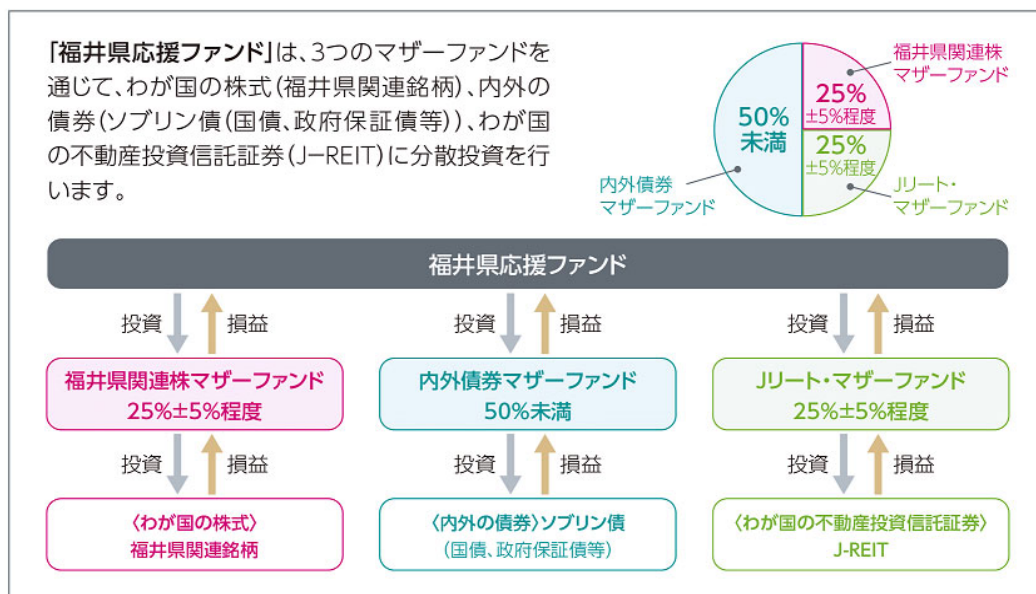 「福井県応援ファンド」は、3つのマザーファンドを
通じて、わが国の株式(福井県関連銘柄)、内外の
債券(ソブリン債(国債、政府保証債等))、わが国
の不動産投資信託証券(J-REIT)に分散投資を行
います。
福井県関連株
マザーファンド
25%
±5%程度
50%
未満
25%
±5%程度
内外債券
マザーファンド
Jリート・
マザーファンド
福井県応援ファンド
投資 損益 投資 損益 投資 損益
福井県関連株マザーファンド
25%±5%程度
内外債券マザーファンド
50%未満
Jリート・マザーファンド
25%±5%程度
投資 損益 投資 損益 投資 損益
〈わが国の株式〉
福井県関連銘柄
〈内外の債券〉ソブリン債
(国債、政府保証債等)
〈わが国の不動産投資信託証券〉
J-REIT